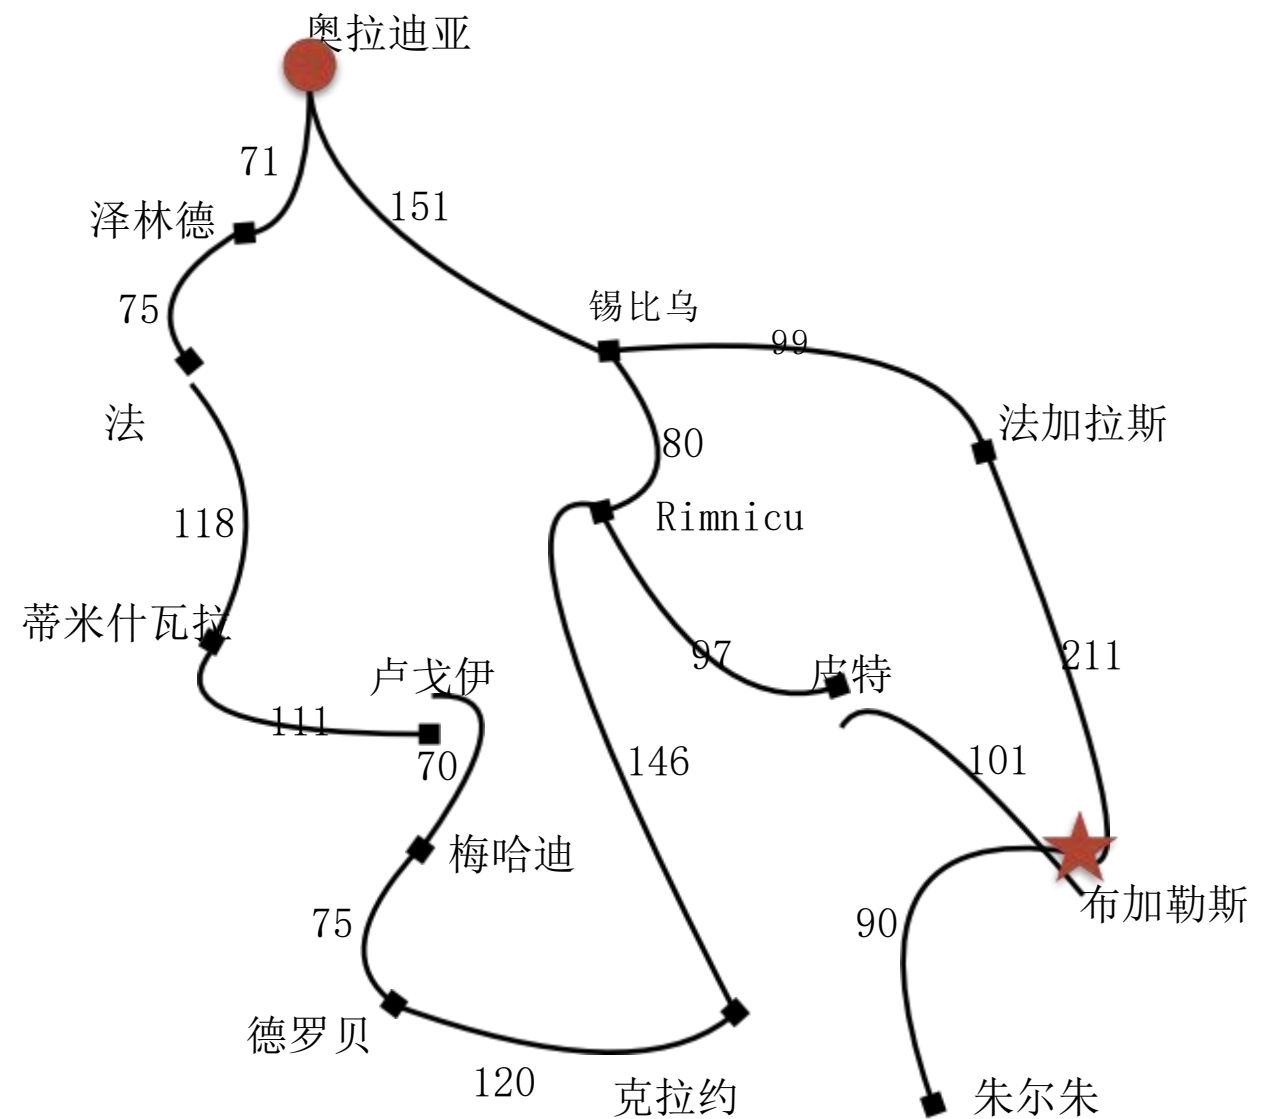 奥拉迪亚
71
151
泽林德
75
锡比乌
99
法
法加拉斯
80
118
Rimnicu
蒂米什瓦拉
卢戈伊
97
皮特
211
111
70
146
101
梅哈迪
75
90
布加勒斯
德罗贝
120
克拉约
朱尔朱